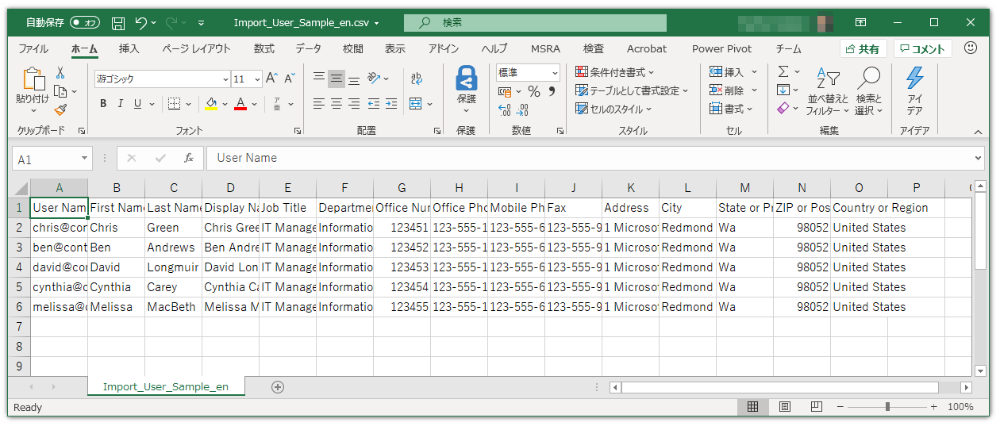 自動保存 オフ Import_User_Sample_en.csv 検索
ファイル ホーム 挿入 ページ レイアウト 数式 データ 校閲 表示 アドイン ヘルプ MSRA 検査 Acrobat Power Pivot チーム 共有 コメント
貼り付け 游ゴシック 11 A A ab c 保護 標準 条件付き書式 挿入 Σ 並べ替えと フィルター 検索と 選択 アイ デア
B I U A ア 亜 % 9 テーブルとして書式設定 削除
.00 .00 セルのスタイル 書式
クリップボード フォント 配置 保護 数値 スタイル セル 編集 アイデア
A1 fx User Name
A B C D E F G H I J K L M N O P
1 User Nam First Name Last Name Display Na Job Title Departmer Office Nur Office Pho Mobile Ph Fax Address City State or Pr ZIP or Pos Country or Region
2 chris@con Chris Green Chris Gree IT Manage Informatio 123451 123-555-1 123-555-6 123-555-9 1 Microsof Redmond Wa 98052 United States
3 ben@cont Ben Andrews Ben Andre IT Manage Informatio 123452 123-555-1 123-555-6 123-555-9 1 Microsof Redmond Wa 98052 United States
4 david@cor David Longmuir David Lon IT Manage Informatio 123453 123-555-1 123-555-6 123-555-9 1 Microsof Redmond Wa 98052 United States
5 cynthia@c Cynthia Carey Cynthia Ca IT Manage Informatio 123454 123-555-1 123-555-6 123-555-9 1 Microsof Redmond Wa 98052 United States
6 melissa@c Melissa MacBeth Melissa M IT Manage Informatio 123455 123-555-1 123-555-6 123-555-9 1 Microsof Redmond Wa 98052 United States
7
8
9
Import_User_Sample_en
Ready 100%